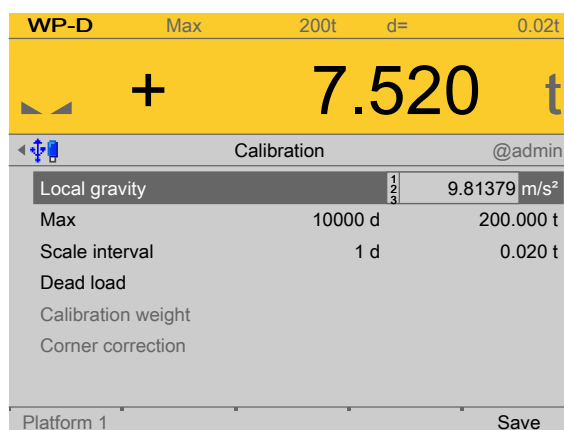 WP-D Max 200t d= 0.02t
+ 7.520 t
Calibration @admin
Local gravity 123 9.81379 m/s²
Max 10000 d 200.000 t
Scale interval 1 d 0.020 t
Dead load
Calibration weight
Corner correction
Platform 1 Save